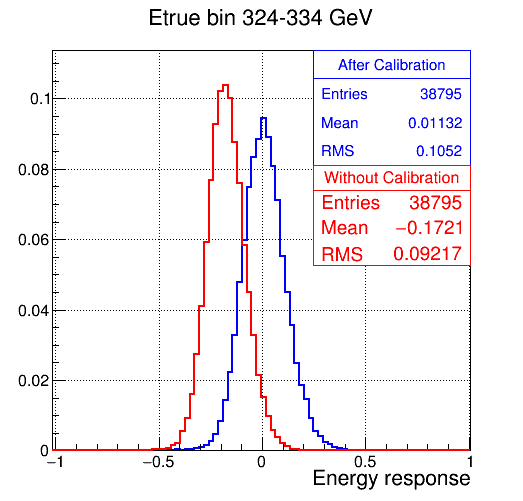 Etrue bin 324-334 GeV
After Calibration
Entries 38795
Mean 0.01132
RMS 0.1052
Without Calibration
Entries 38795
Mean −0.1721
RMS 0.09217
0.1
0.08
0.06
0.04
0.02
0
−1 −0.5 0 0.5 1
Energy response